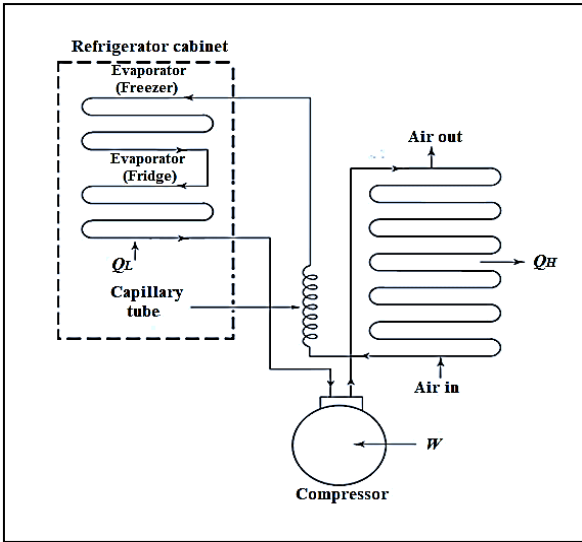 Refrigerator cabinet
Evaporator
(Freezer)
Evaporator
(Fridge)
QL
Capillary
tube
Air out
QH
Air in
W
Compressor